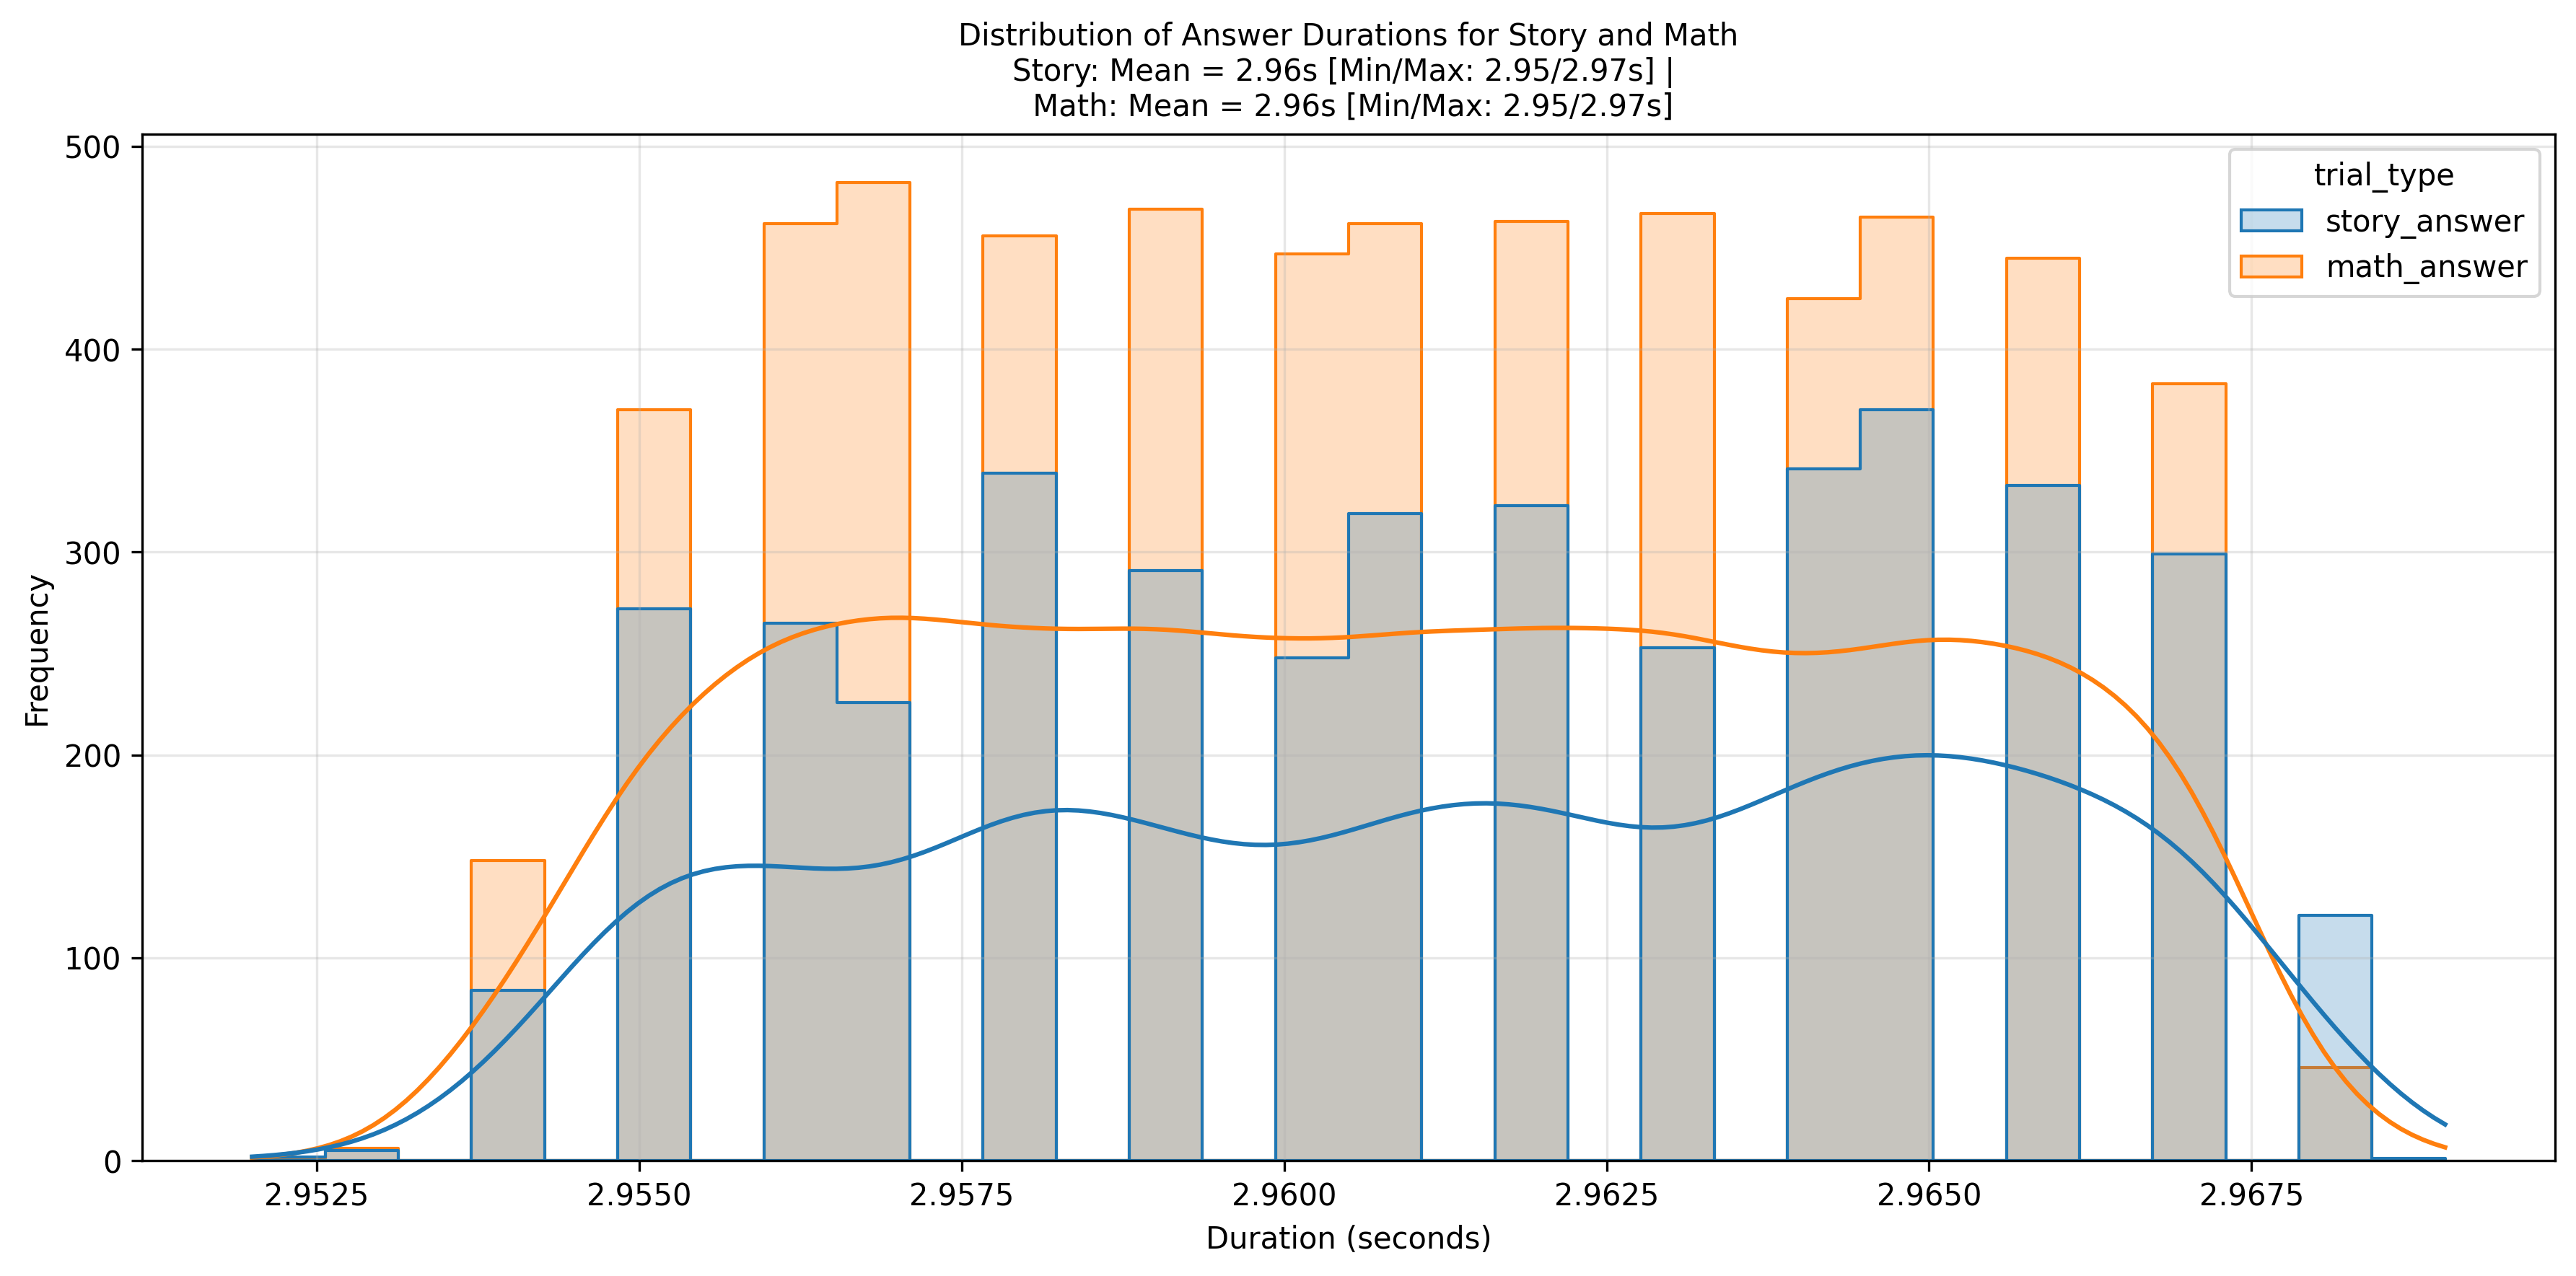 Distribution of Answer Durations for Story and Math
Story: Mean = 2.96s [Min/Max: 2.95/2.97s] |
Math: Mean = 2.96s [Min/Max: 2.95/2.97s]
500
400
300
200
100
0
Frequency
trial_type
story_answer
math_answer
2.9525
2.9550
2.9575
2.9600
2.9625
2.9650
2.9675
Duration (seconds)